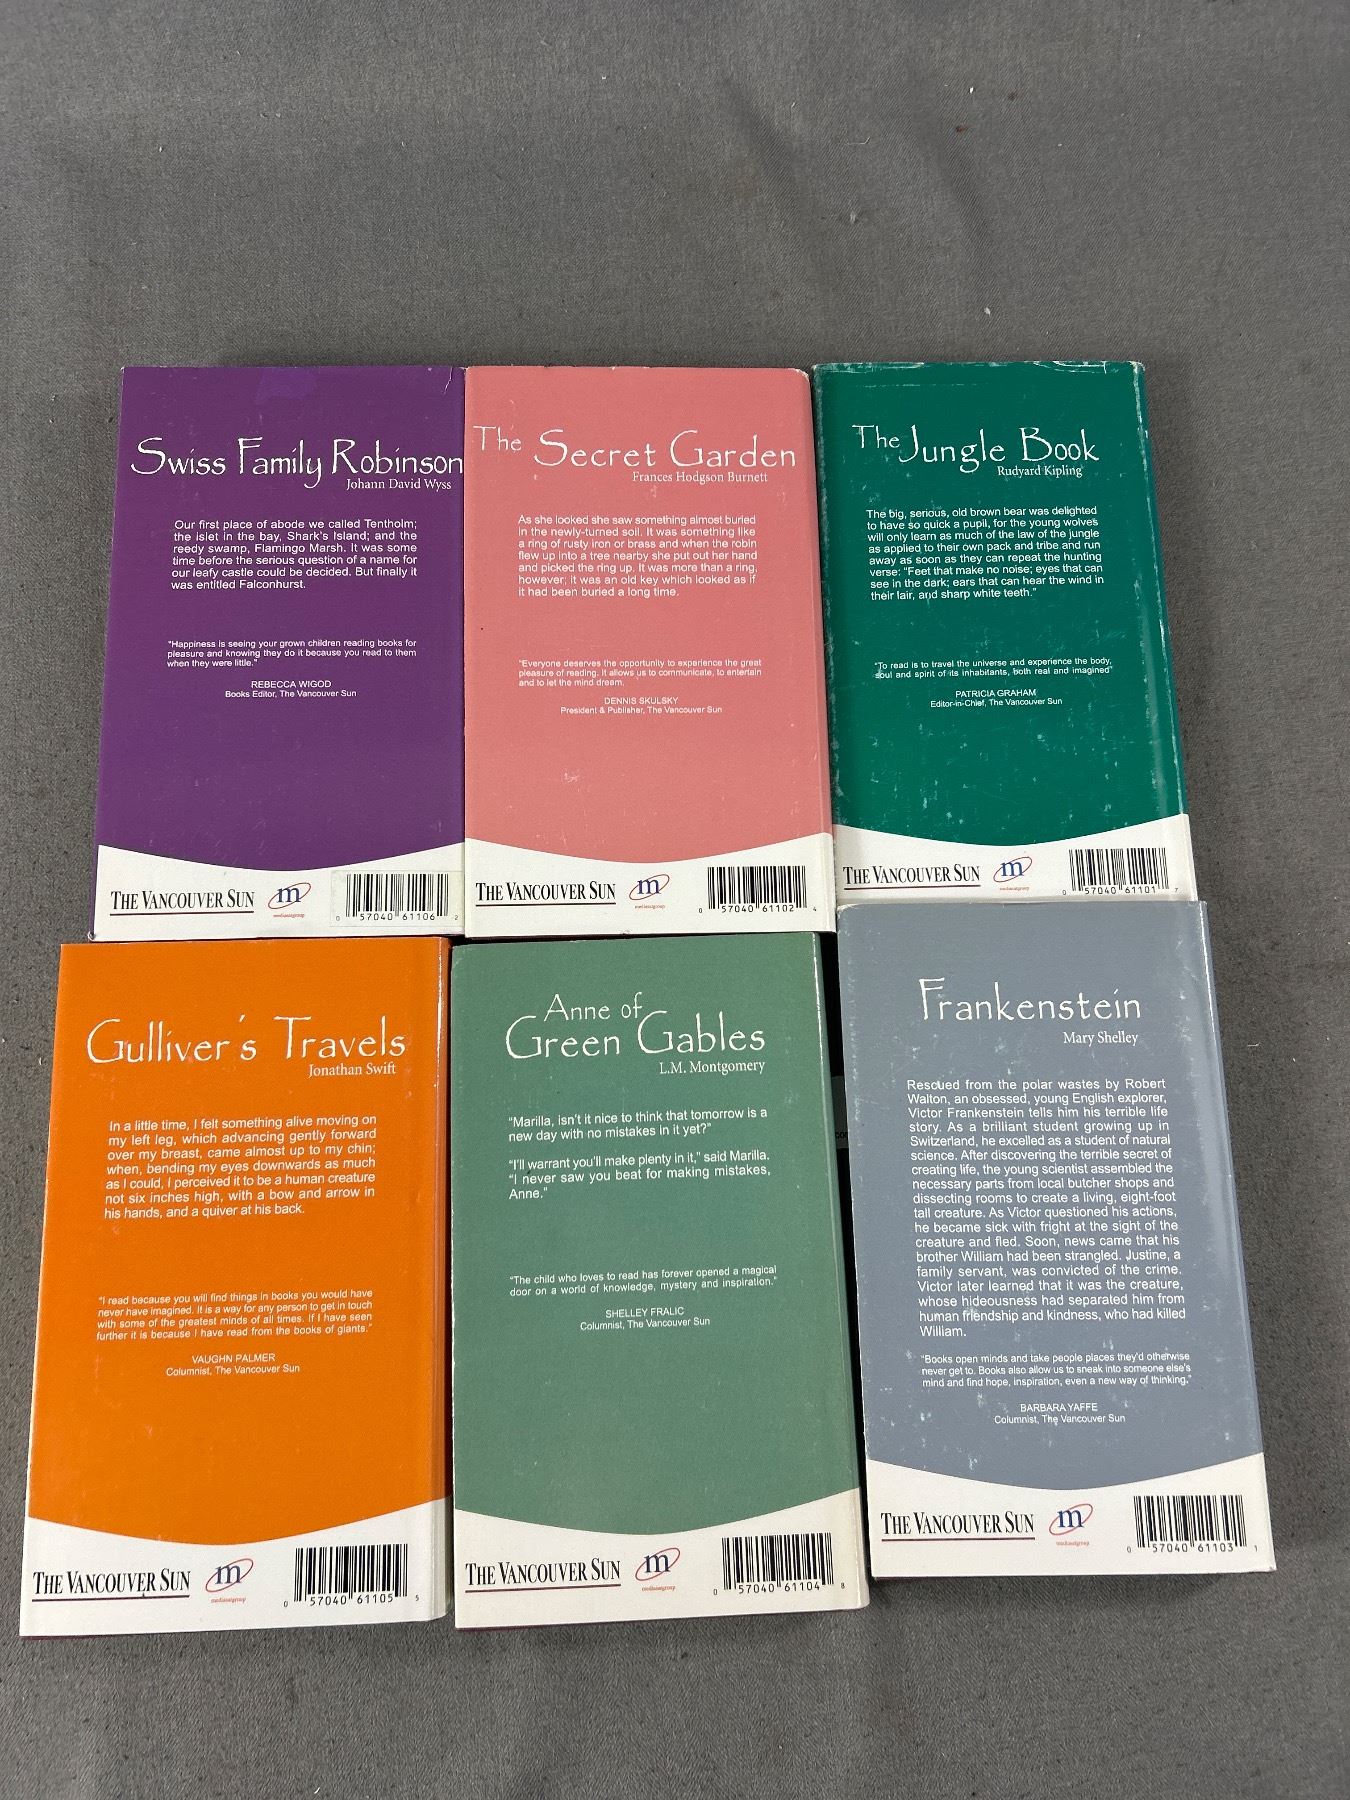 Swiss Family Robinson
Johann David Wyss
Our first place of abode we called Tentholm;
the islet in the bay, Shark's Island; and the
reedy swamp, Flamingo Marsh. It was some
time before the serious question of a name for
our leafy castle could be decided. But finally it
was entitled Falconhurst.
"Happiness is seeing your grown children reading books for
pleasure and knowing they do it because you read to them
when they were little."
REBECCA WIGOD
Books Editor, The Vancouver Sun
THE VANCOUVER SUN
m
mediasatgroup
0 57040 61106 2
The Secret Garden
Frances Hodgson Burnett
As she looked she saw something almost buried
in the newly-turned soil. It was something like
a ring of rusty iron or brass and when the robin
flew up into a tree nearby she put out her hand
and picked the ring up. It was more than a ring,
however; it was an old key which looked as if
it had been buried a long time.
"Everyone deserves the opportunity to experience the great
pleasure of reading. It allows us to communicate, to entertain
and to let the mind dream.
DENNIS SKULSKY
President & Publisher, The Vancouver Sun
THE VANCOUVER SUN
m
mediasatgroup
0 57040 61102 4
The Jungle Book
Rudyard Kipling
The big, serious, old brown bear was delighted
to have so quick a pupil, for the young wolves
will only learn as much of the law of the jungle
as applied to their own pack and tribe and run
away as soon as they can repeat the hunting
verse: "Feet that make no noise; eyes that can
see in the dark; ears that can hear the wind in
their lair, and sharp white teeth."
"To read is to travel the universe and experience the body,
soul and spirit of its inhabitants, both real and imagined"
PATRICIA GRAHAM
Editor-in-Chief, The Vancouver Sun
THE VANCOUVER SUN
m
mediasatgroup
0 57040 61101 7
Gulliver's Travels
Jonathan Swift
In a little time, I felt something alive moving on
my left leg, which advancing gently forward
over my breast, came almost up to my chin;
when, bending my eyes downwards as much
as I could, I perceived it to be a human creature
not six inches high, with a bow and arrow in
his hands, and a quiver at his back.
"I read because you will find things in books you would have
never have imagined. It is a way for any person to get in touch
with some of the greatest minds of all times. If I have seen
further it is because I have read from the books of giants."
VAUGHN PALMER
Columnist, The Vancouver Sun
THE VANCOUVER SUN
m
mediasatgroup
0 57040 61105 5
Anne of
Green Gables
L.M. Montgomery
"Marilla, isn't it nice to think that tomorrow is a
new day with no mistakes in it yet?"
"I'll warrant you'll make plenty in it," said Marilla.
"I never saw you beat for making mistakes,
Anne."
"The child who loves to read has forever opened a magical
door on a world of knowledge, mystery and inspiration."
SHELLEY FRALIC
Columnist, The Vancouver Sun
THE VANCOUVER SUN
m
mediasatgroup
0 57040 61104 8
Frankenstein
Mary Shelley
Rescued from the polar wastes by Robert
Walton, an obsessed, young English explorer,
Victor Frankenstein tells him his terrible life
story. As a brilliant student growing up in
Switzerland, he excelled as a student of natural
science. After discovering the terrible secret of
creating life, the young scientist assembled the
necessary parts from local butcher shops and
dissecting rooms to create a living, eight-foot
tall creature. As Victor questioned his actions,
he became sick with fright at the sight of the
creature and fled. Soon, news came that his
brother William had been strangled. Justine, a
family servant, was convicted of the crime.
Victor later learned that it was the creature,
whose hideousness had separated him from
human friendship and kindness, who had killed
William.
"Books open minds and take people places they'd otherwise
never get to. Books also allow us to sneak into someone else's
mind and find hope, inspiration, even a new way of thinking."
BARBARA YAFFE
Columnist, The Vancouver Sun
THE VANCOUVER SUN
m
mediasatgroup
0 57040 61103 1